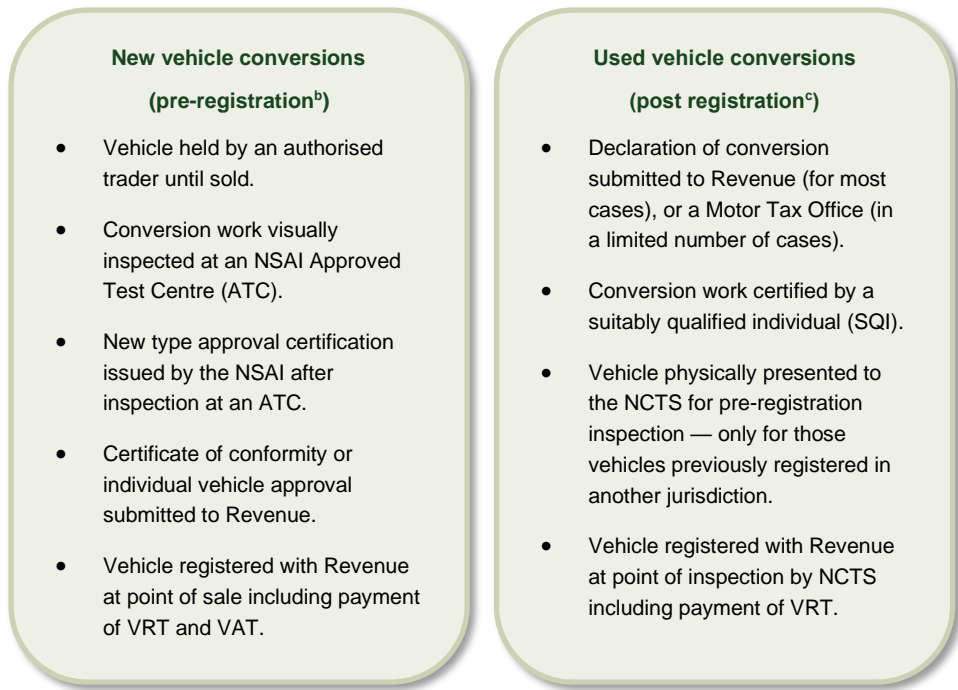 New vehicle conversions
(pre-registrationᵇ)
• Vehicle held by an authorised
trader until sold.
• Conversion work visually
inspected at an NSAI Approved
Test Centre (ATC).
• New type approval certification
issued by the NSAI after
inspection at an ATC.
• Certificate of conformity or
individual vehicle approval
submitted to Revenue.
• Vehicle registered with Revenue
at point of sale including payment
of VRT and VAT.
Used vehicle conversions
(post registrationᶜ)
• Declaration of conversion
submitted to Revenue (for most
cases), or a Motor Tax Office (in
a limited number of cases).
• Conversion work certified by a
suitably qualified individual (SQI).
• Vehicle physically presented to
the NCTS for pre-registration
inspection — only for those
vehicles previously registered in
another jurisdiction.
• Vehicle registered with Revenue
at point of inspection by NCTS
including payment of VRT.